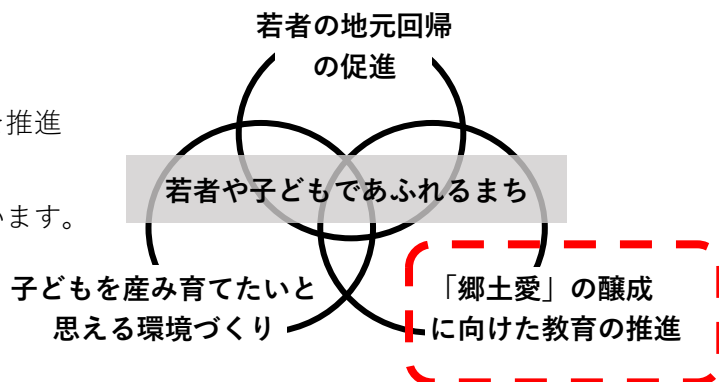 若者の地元回帰
の促進
推進
若者や子どもであふれるまち
います。
子どもを産み育てたいと
思える環境づくり
「郷土愛」の醸成
に向けた教育の推進